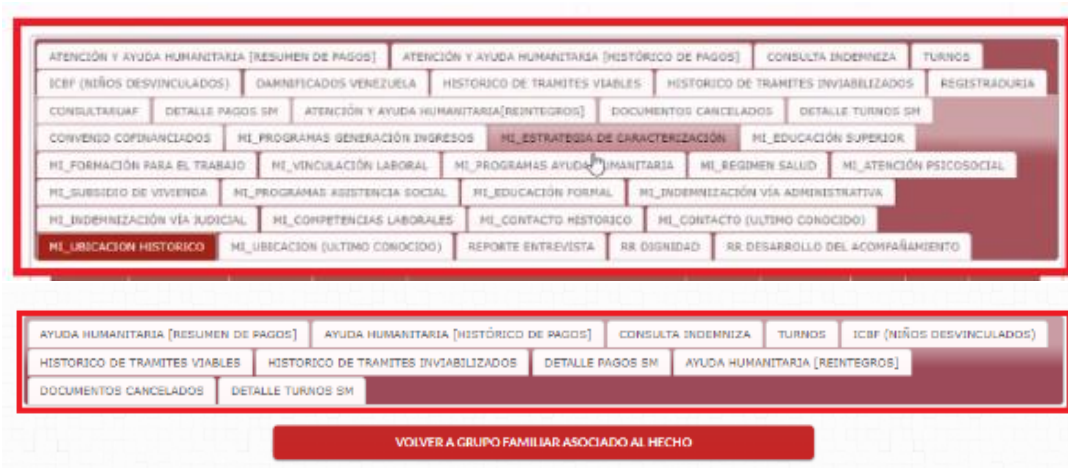 ATENCIÓN Y AYUDA HUMANITARIA [RESUMEN DE PAGOS] ATENCIÓN Y AYUDA HUMANITARIA [HISTÓRICO DE PAGOS] CONSULTA INDEMNIZA TURNOS
ICBF (NIÑOS DESVINCULADOS) DAMNIFICADOS VENEZUELA HISTORICO DE TRAMITES VIABLES HISTORICO DE TRAMITES INVIABILIZADOS REGISTRADURIA
CONSULTARUAF DETALLE PAGOS SM ATENCIÓN Y AYUDA HUMANITARIA[REINTEGROS] DOCUMENTOS CANCELADOS DETALLE TURNOS SM
CONVENIO COFINANCIADOS MI_PROGRAMAS GENERACIÓN INGRESOS MI_ESTRATEGIA DE CARACTERIZACIÓN MI_EDUCACIÓN SUPERIOR
MI_FORMACIÓN PARA EL TRABAJO MI_VINCULACIÓN LABORAL MI_PROGRAMAS AYUDA HUMANITARIA MI_REGIMEN SALUD MI_ATENCIÓN PSICOSOCIAL
MI_SUBSIDIO DE VIVIENDA MI_PROGRAMAS ASISTENCIA SOCIAL MI_EDUCACIÓN FORMAL MI_INDEMNIZACIÓN VÍA ADMINISTRATIVA
MI_INDEMNIZACIÓN VÍA JUDICIAL MI_COMPETENCIAS LABORALES MI_CONTACTO HISTORICO MI_CONTACTO (ULTIMO CONOCIDO)
MI_UBICACION HISTORICO MI_UBICACION (ULTIMO CONOCIDO) REPORTE ENTREVISTA RR DIGNIDAD RR DESARROLLO DEL ACOMPAÑAMIENTO
AYUDA HUMANITARIA [RESUMEN DE PAGOS] AYUDA HUMANITARIA [HISTÓRICO DE PAGOS] CONSULTA INDEMNIZA TURNOS ICBF (NIÑOS DESVINCULADOS)
HISTORICO DE TRAMITES VIABLES HISTORICO DE TRAMITES INVIABILIZADOS DETALLE PAGOS SM AYUDA HUMANITARIA [REINTEGROS]
DOCUMENTOS CANCELADOS DETALLE TURNOS SM
VOLVER A GRUPO FAMILIAR ASOCIADO AL HECHO